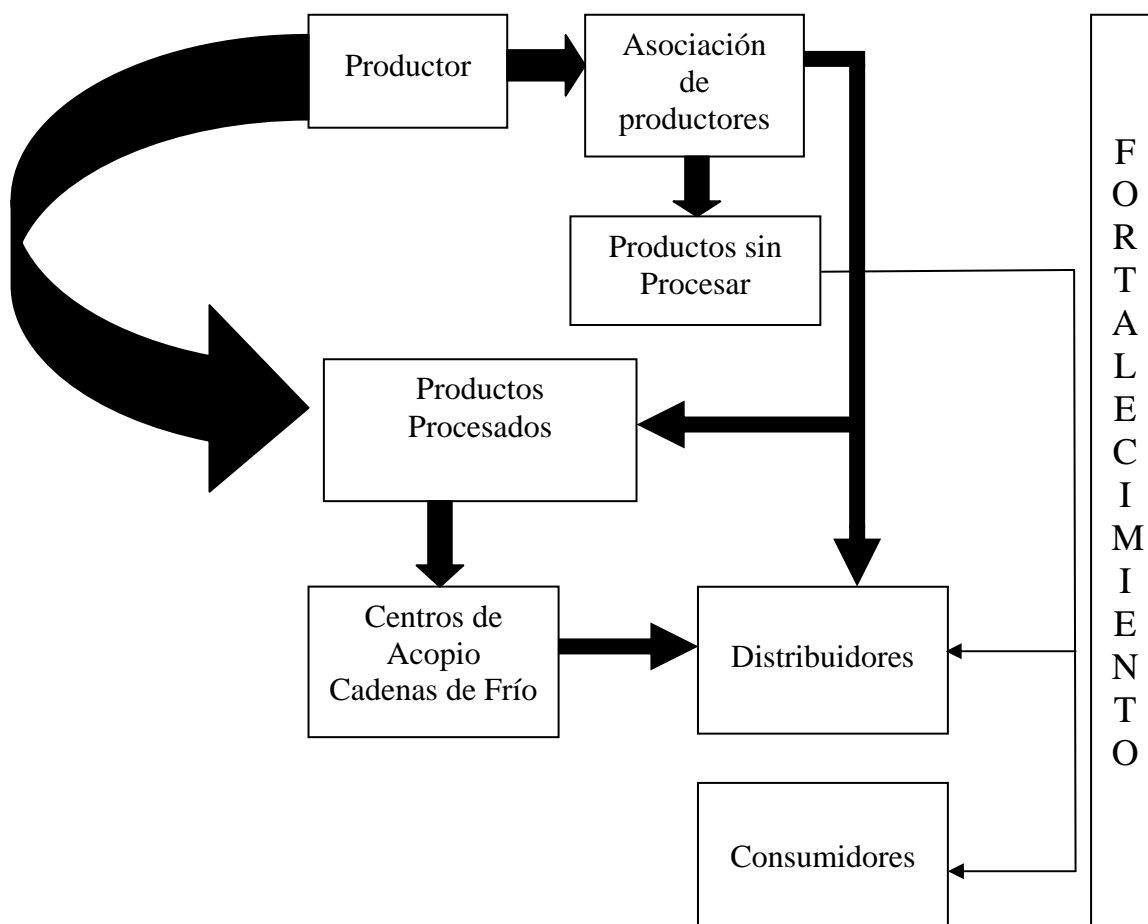 Productor
Asociación
de
productores
Productos sin
Procesar
Productos
Procesados
Centros de
Acopio
Cadenas de Frío
Distribuidores
Consumidores
F
O
R
T
A
L
E
C
I
M
I
E
N
T
O